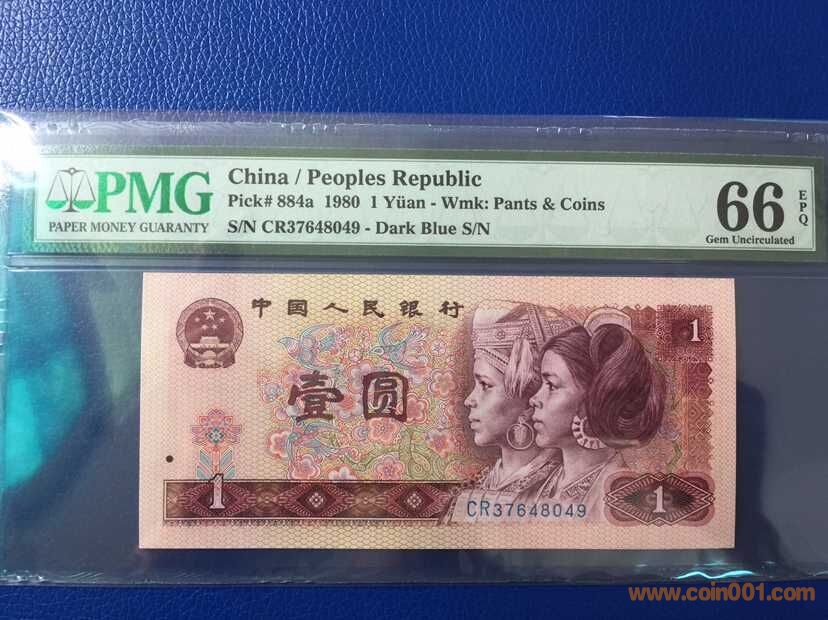 PMG
PAPER MONEY GUARANTY
China / Peoples Republic
Pick# 884a 1980 1 Yüan - Wmk: Pants & Coins
S/N CR37648049 - Dark Blue S/N
66
EPQ
Gem Uncirculated
中国人民银行
1
壹圆
1
CR37648049
1
www.coin001.com